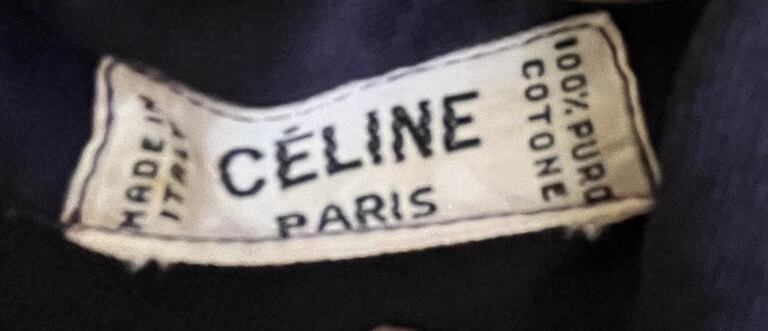 MADE IN
ITALY
CÉLINE
PARIS
100% PURO
COTONE